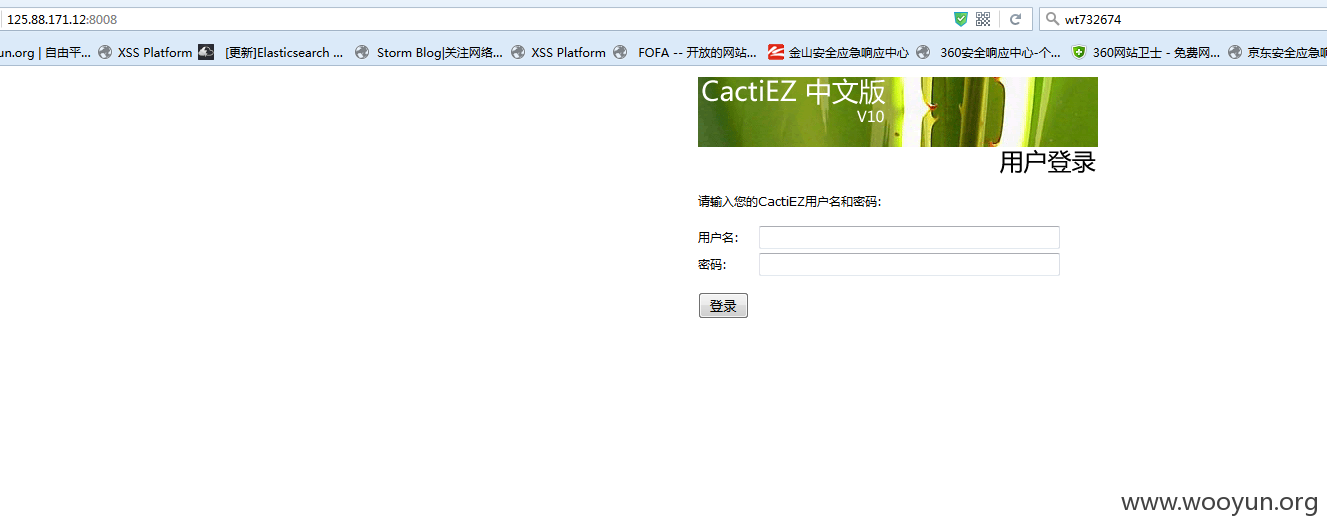 125.88.171.12:8008
wt732674
un.org | 自由平... XSS Platform [更新]Elasticsearch ... Storm Blog|关注网络... XSS Platform FOFA -- 开放的网站... 金山安全应急响应中心 360安全响应中心-个... 360网站卫士 - 免费网... 京东安全应急响
CactiEZ 中文版
V10
用户登录
请输入您的CactiEZ用户名和密码:
用户名:
密码:
登录
www.wooyun.org